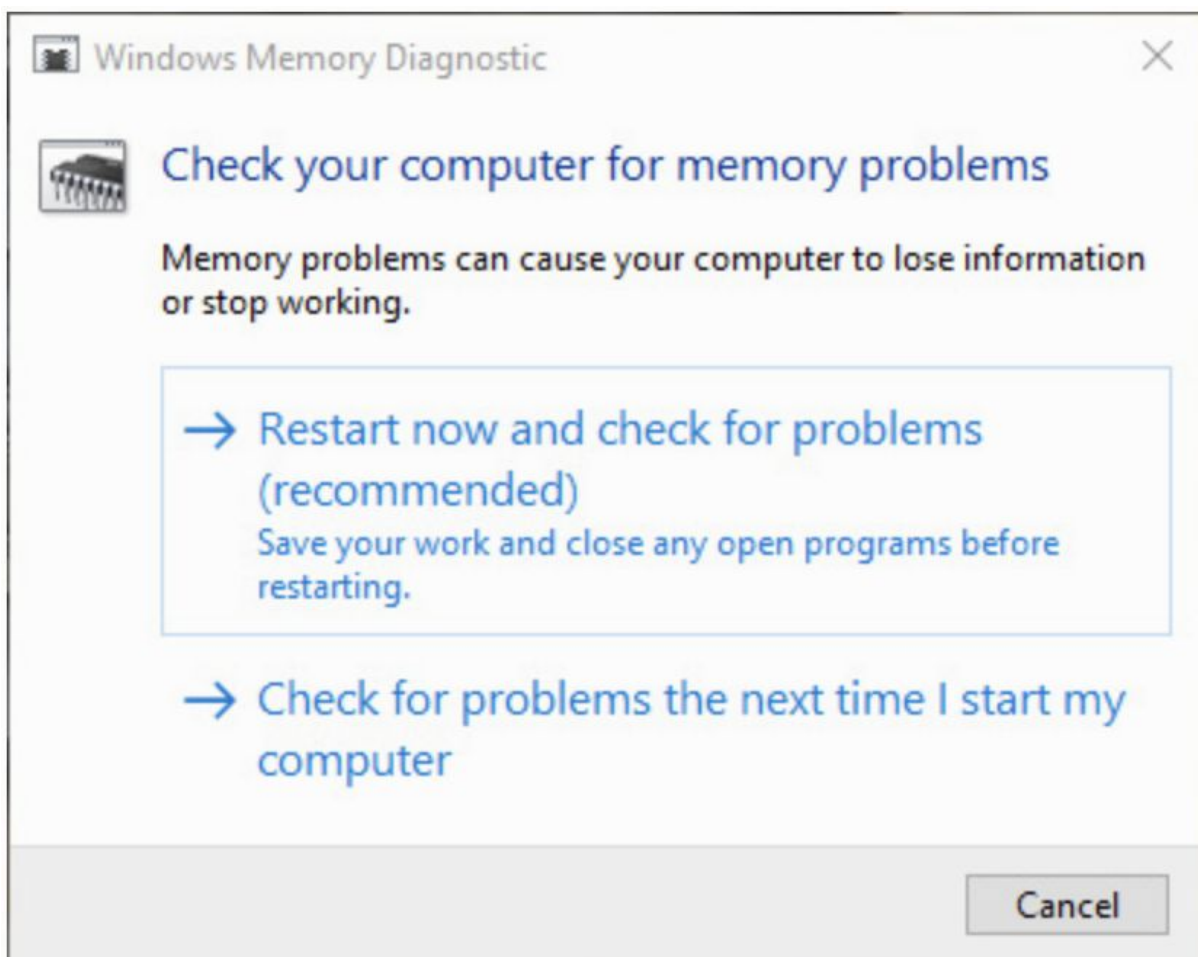 Windows Memory Diagnostic
Check your computer for memory problems
Memory problems can cause your computer to lose information
or stop working.
Restart now and check for problems
(recommended)
Save your work and close any open programs before
restarting.
Check for problems the next time I start my
computer
Cancel